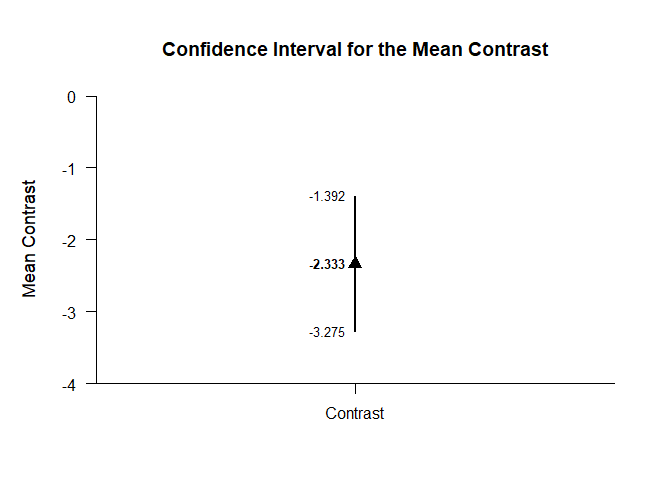 Confidence Interval for the Mean Contrast
Mean Contrast
0
-1
-2
-3
-4
-1.392
-2.333
-3.275
Contrast